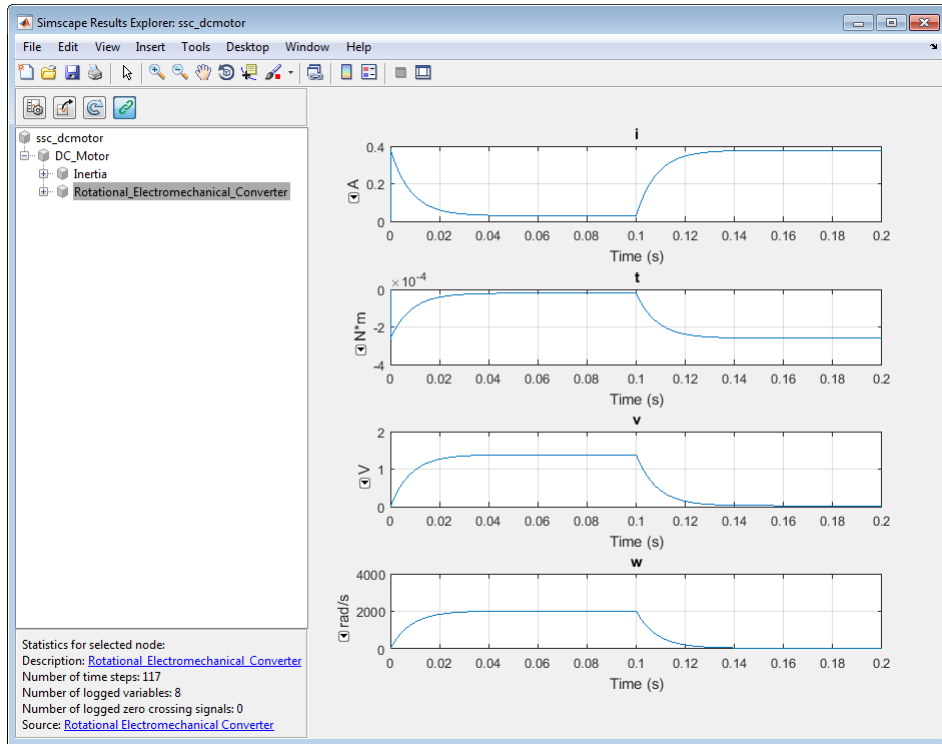 Simscape Results Explorer: ssc_dcmotor
File Edit View Insert Tools Desktop Window Help
ssc_dcmotor
DC_Motor
Inertia
Rotational_Electromechanical_Converter
Statistics for selected node:
Description: Rotational Electromechanical Converter
Number of time steps: 117
Number of logged variables: 8
Number of logged zero crossing signals: 0
Source: Rotational Electromechanical Converter
i
0.4
0.2
0
A
0 0.02 0.04 0.06 0.08 0.1 0.12 0.14 0.16 0.18 0.2
Time (s)
t
×10^-4
0
-2
-4
N*m
0 0.02 0.04 0.06 0.08 0.1 0.12 0.14 0.16 0.18 0.2
Time (s)
v
2
1
0
V
0 0.02 0.04 0.06 0.08 0.1 0.12 0.14 0.16 0.18 0.2
Time (s)
w
4000
2000
0
rad/s
0 0.02 0.04 0.06 0.08 0.1 0.12 0.14 0.16 0.18 0.2
Time (s)